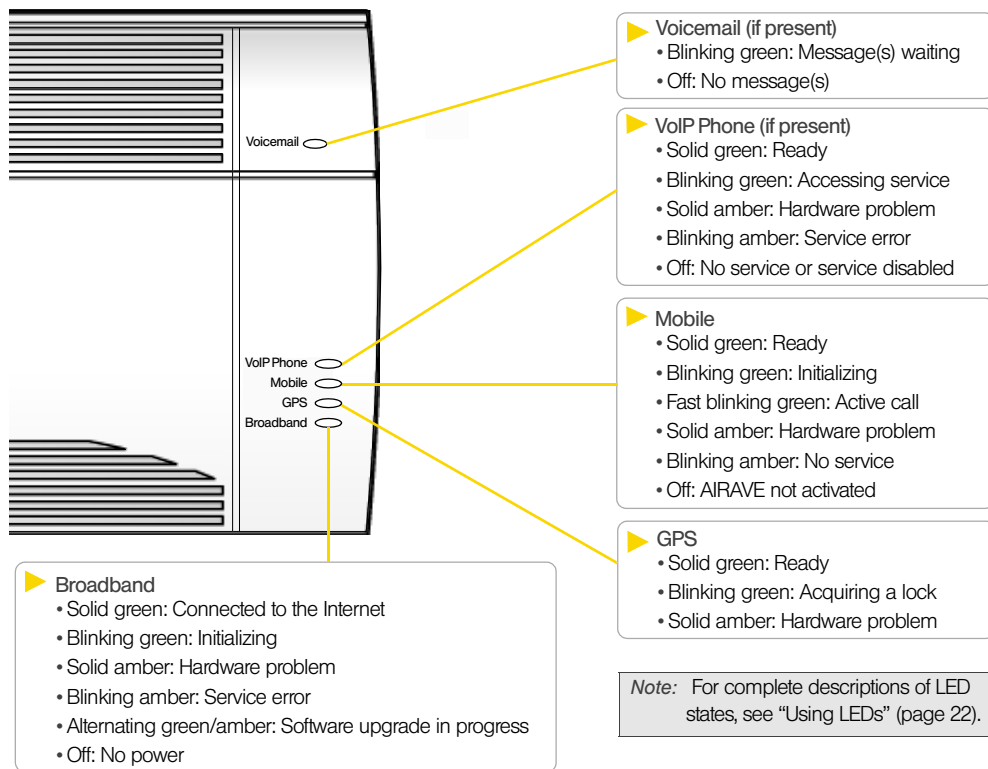 Voicemail (if present)
• Blinking green: Message(s) waiting
• Off: No message(s)
VoIP Phone (if present)
• Solid green: Ready
• Blinking green: Accessing service
• Solid amber: Hardware problem
• Blinking amber: Service error
• Off: No service or service disabled
Mobile
• Solid green: Ready
• Blinking green: Initializing
• Fast blinking green: Active call
• Solid amber: Hardware problem
• Blinking amber: No service
• Off: AIRAVE not activated
GPS
• Solid green: Ready
• Blinking green: Acquiring a lock
• Solid amber: Hardware problem
Voicemail
VoIP Phone
Mobile
GPS
Broadband
Broadband
• Solid green: Connected to the Internet
• Blinking green: Initializing
• Solid amber: Hardware problem
• Blinking amber: Service error
• Alternating green/amber: Software upgrade in progress
• Off: No power
Note: For complete descriptions of LED
states, see “Using LEDs” (page 22).